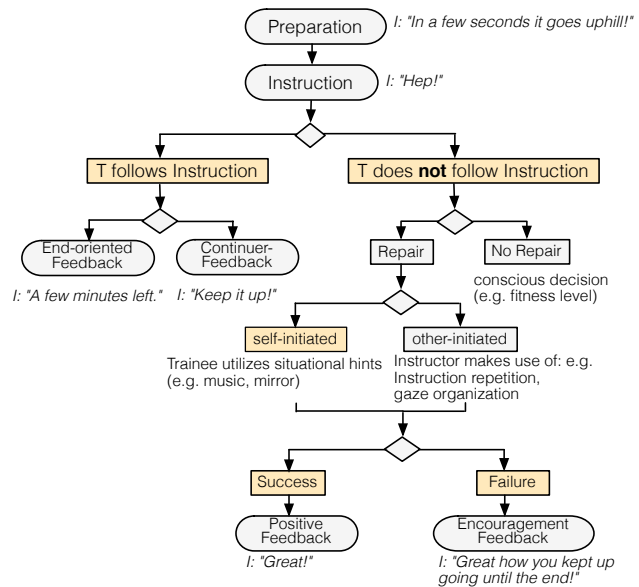 Preparation
I: "In a few seconds it goes uphill!"
Instruction
I: "Hep!"
T follows Instruction
T does not follow Instruction
End-oriented
Feedback
Continuer-
Feedback
I: "A few minutes left."
I: "Keep it up!"
Repair
No Repair
conscious decision
(e.g. fitness level)
self-initiated
other-initiated
Trainee utilizes situational hints
(e.g. music, mirror)
Instructor makes use of: e.g.
Instruction repetition,
gaze organization
Success
Failure
Positive
Feedback
Encouragement
Feedback
I: "Great!"
I: "Great how you kept up
going until the end!"